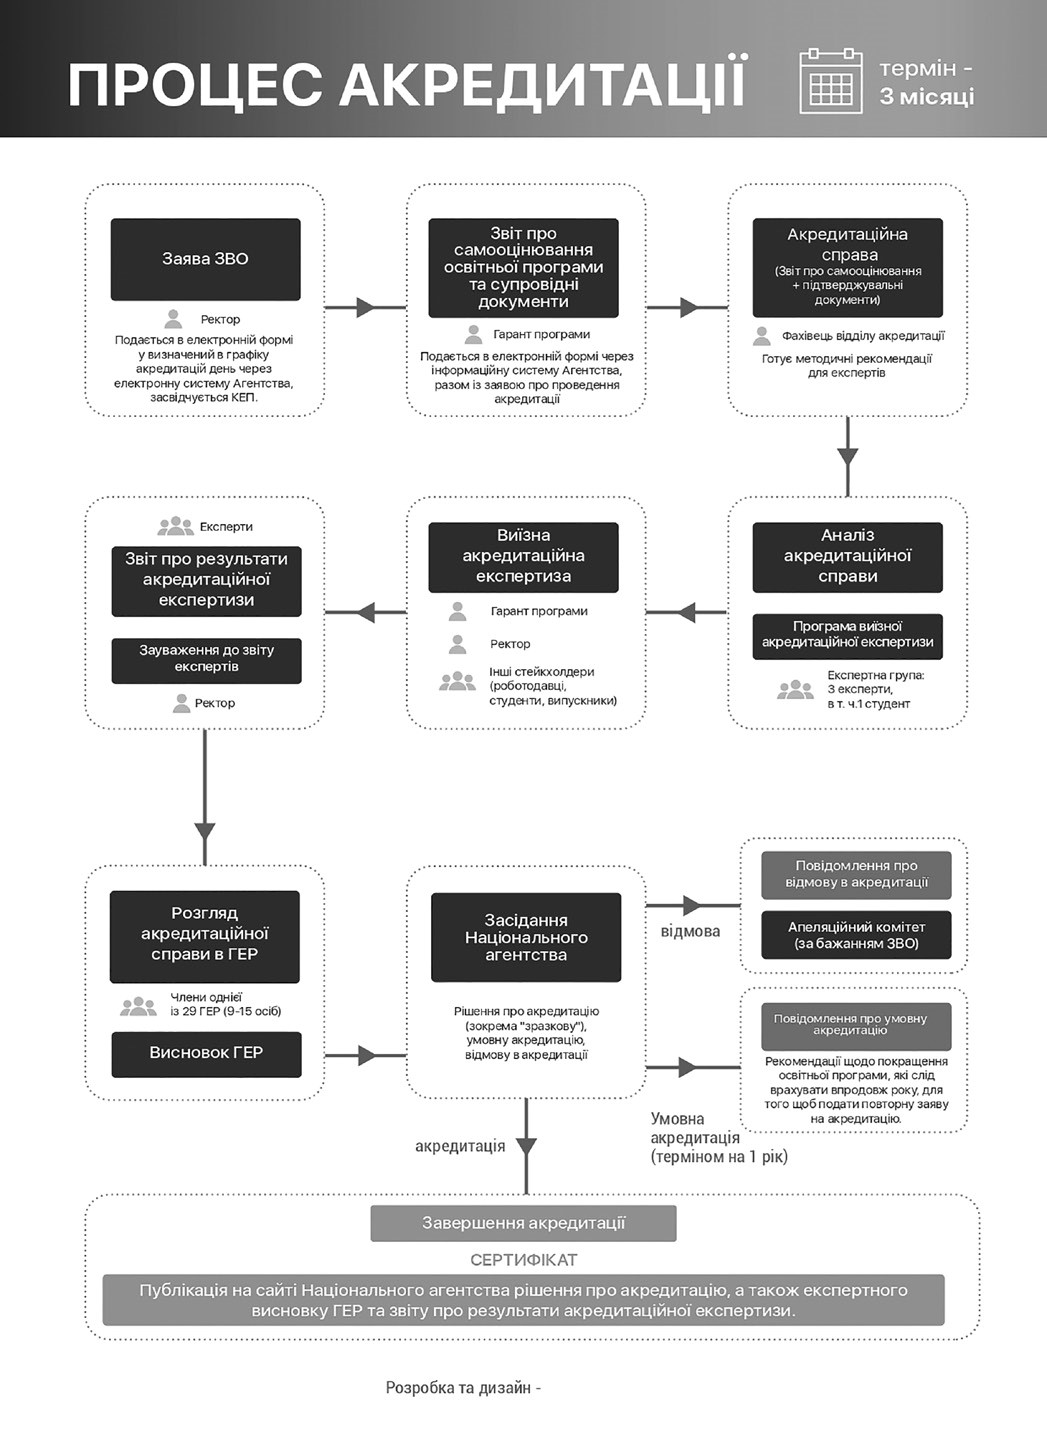 ПРОЦЕС АКРЕДИТАЦІЇ
термін -
3 місяці
Заява ЗВО
Ректор
Подається в електронній формі
у визначений в графіку
акредитацій день через
електронну систему Агентства,
засвідчується КЕП.
Звіт про
самооцінювання
освітньої програми
та супровідні
документи
Гарант програми
Подається в електронній формі через
інформаційну систему Агентства,
разом із заявою про проведення
акредитації
Акредитаційна
справа
(Звіт про самооцінювання
+ підтверджувальні
документи)
Фахівець відділу акредитації
Готує методичні рекомендації
для експертів
Експерти
Звіт про результати
акредитаційної
експертизи
Зауваження до звіту
експертів
Ректор
Виїзна
акредитаційна
експертиза
Гарант програми
Ректор
Інші стейкхолдери
(роботодавці,
студенти, випускники)
Аналіз
акредитаційної
справи
Програма виїзної
акредитаційної експертизи
Експертна група:
3 експерти,
в т. ч.1 студент
Розгляд
акредитаційної
справи в ГЕР
Члени однієї
із 29 ГЕР (9-15 осіб)
Висновок ГЕР
Засідання
Національного
агентства
Рішення про акредитацію
(зокрема "зразкову"),
умовну акредитацію,
відмову в акредитації
відмова
Повідомлення про
відмову в акредитації
Апеляційний комітет
(за бажанням ЗВО)
Повідомлення про умовну
акредитацію
Рекомендації щодо покращення
освітньої програми, які слід
врахувати впродовж року, для
того щоб подати повторну заяву
на акредитацію.
Умовна
акредитація
(терміном на 1 рік)
акредитація
Завершення акредитації
СЕРТИФІКАТ
Публікація на сайті Національного агентства рішення про акредитацію, а також експертного
висновку ГЕР та звіту про результати акредитаційної експертизи.
Розробка та дизайн -